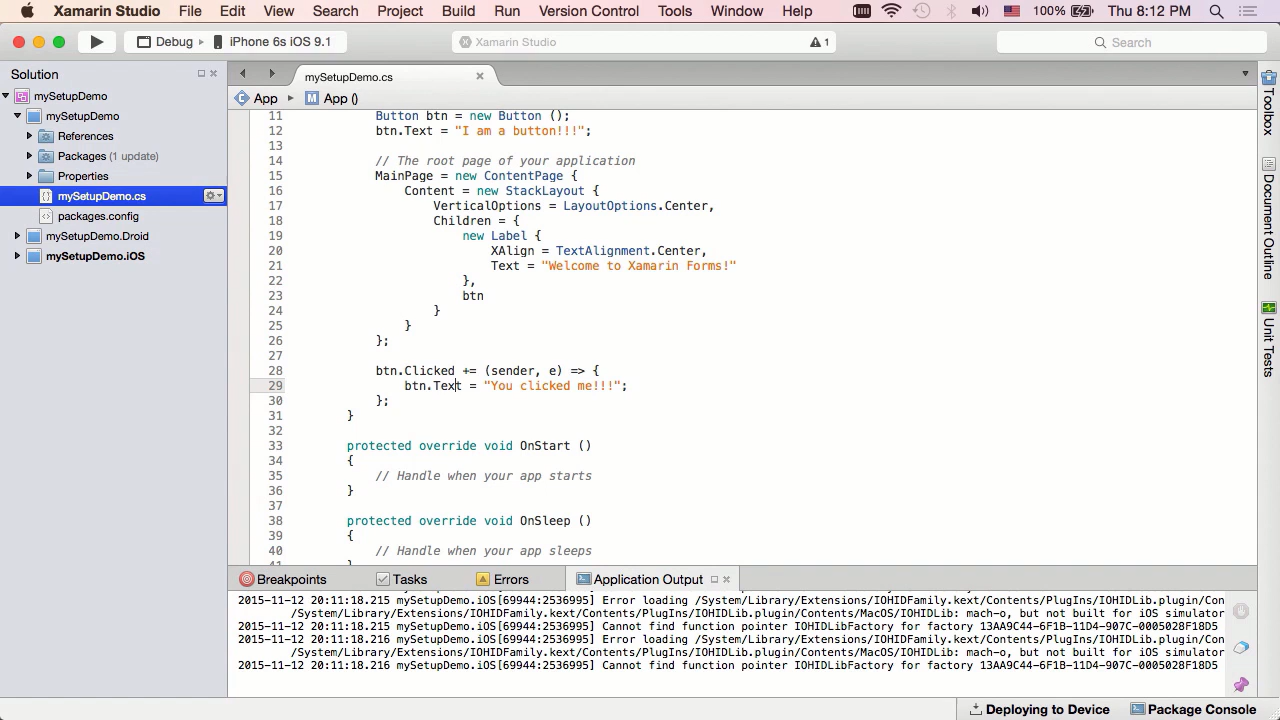 Xamarin Studio File Edit View Search Project Build Run Version Control Tools Window Help 100% Thu 8:12 PM
Debug iPhone 6s iOS 9.1 Xamarin Studio 1 Search
Solution
mySetupDemo
mySetupDemo
References
Packages (1 update)
Properties
mySetupDemo.cs
packages.config
mySetupDemo.Droid
mySetupDemo.iOS
mySetupDemo.cs
App App ()
11 Button btn = new Button ();
12 btn.Text = "I am a button!!!";
13
14 // The root page of your application
15 MainPage = new ContentPage {
16 Content = new StackLayout {
17 VerticalOptions = LayoutOptions.Center,
18 Children = {
19 new Label {
20 XAlign = TextAlignment.Center,
21 Text = "Welcome to Xamarin Forms!"
22 },
23 btn
24 }
25 }
26 };
27
28 btn.Clicked += (sender, e) => {
29 btn.Text = "You clicked me!!!";
30 };
31 }
32
33 protected override void OnStart ()
34 {
35 // Handle when your app starts
36 }
37
38 protected override void OnSleep ()
39 {
40 // Handle when your app sleeps
Toolbox
Document Outline
Unit Tests
Breakpoints Tasks Errors Application Output
2015-11-12 20:11:18.215 mySetupDemo.iOS[69944:2536995] Error loading /System/Library/Extensions/IOHIDFamily.kext/Contents/PlugIns/IOHIDLib.plugin/Con
/System/Library/Extensions/IOHIDFamily.kext/Contents/PlugIns/IOHIDLib.plugin/Contents/MacOS/IOHIDLib: mach-o, but not built for iOS simulator
2015-11-12 20:11:18.215 mySetupDemo.iOS[69944:2536995] Cannot find function pointer IOHIDLibFactory for factory 13AA9C44-6F1B-11D4-907C-0005028F18D5
2015-11-12 20:11:18.216 mySetupDemo.iOS[69944:2536995] Error loading /System/Library/Extensions/IOHIDFamily.kext/Contents/PlugIns/IOHIDLib.plugin/Con
/System/Library/Extensions/IOHIDFamily.kext/Contents/PlugIns/IOHIDLib.plugin/Contents/MacOS/IOHIDLib: mach-o, but not built for iOS simulator
2015-11-12 20:11:18.216 mySetupDemo.iOS[69944:2536995] Cannot find function pointer IOHIDLibFactory for factory 13AA9C44-6F1B-11D4-907C-0005028F18D5
Deploying to Device Package Console